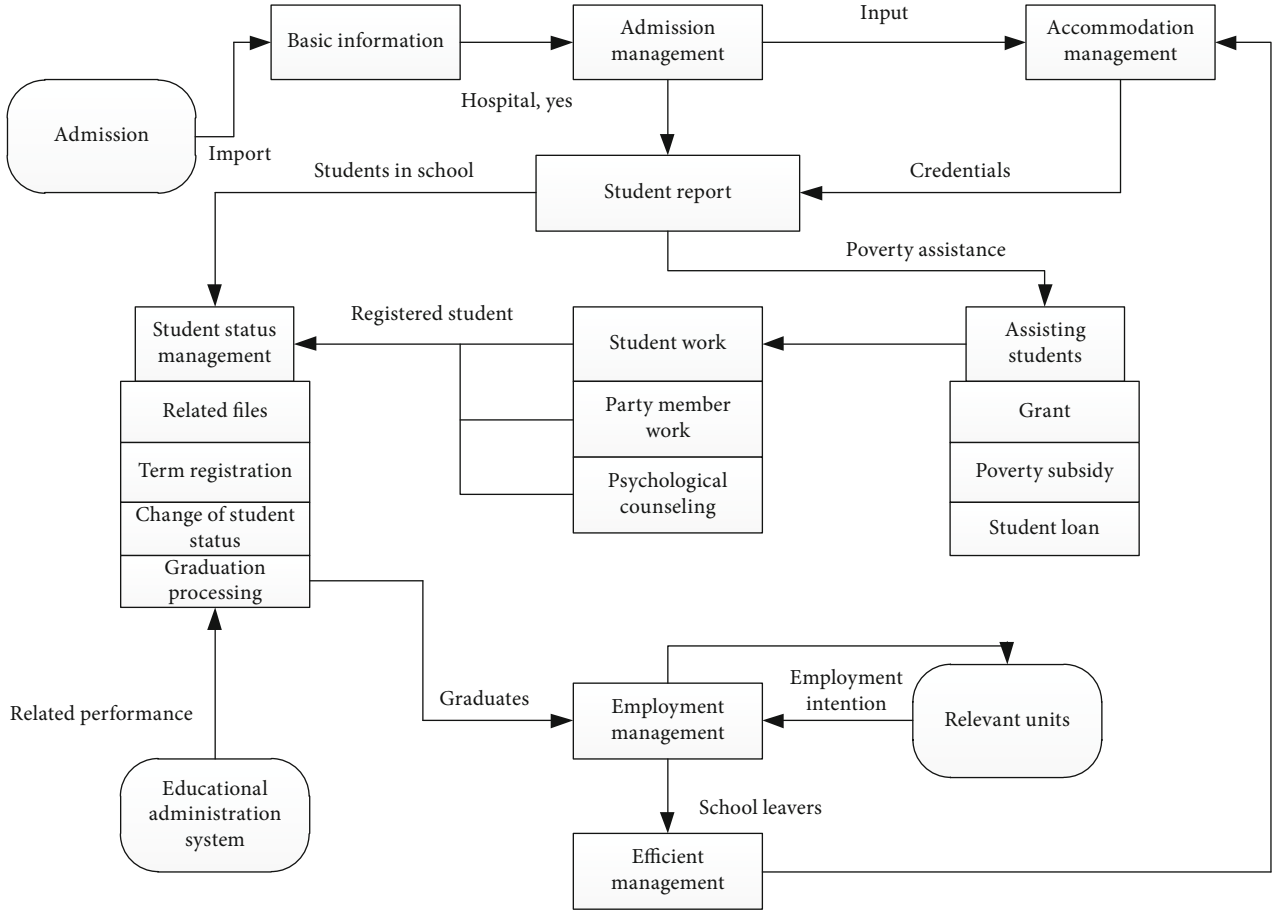 Basic information
Admission
management
Input
Accommodation
management
Hospital, yes
Admission
Import
Students in school
Student report
Credentials
Poverty assistance
Student status
management
Registered student
Student work
Assisting
students
Related files
Party member
work
Grant
Term registration
Psychological
counseling
Poverty subsidy
Change of student
status
Student loan
Graduation
processing
Related performance
Graduates
Employment
management
Employment
intention
Relevant units
Educational
administration
system
School leavers
Efficient
management